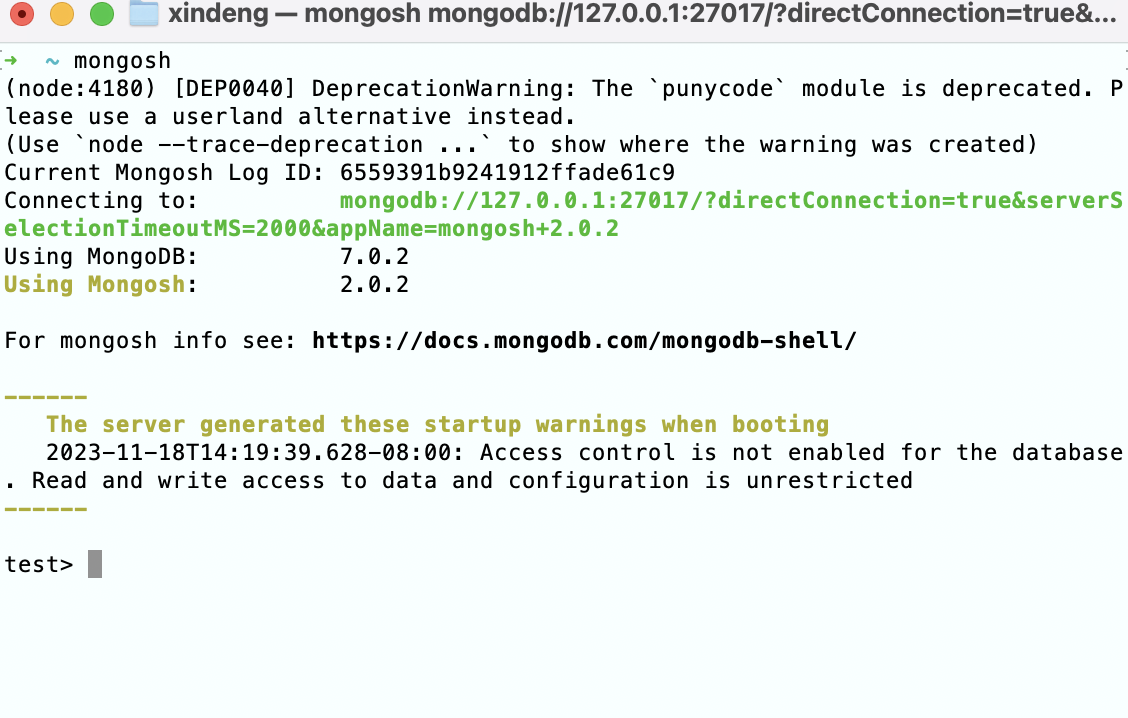 xindeng — mongosh mongodb://127.0.0.1:27017/?directConnection=true&...
→ ~ mongosh
(node:4180) [DEP0040] DeprecationWarning: The `punycode` module is deprecated. P
lease use a userland alternative instead.
(Use `node --trace-deprecation ...` to show where the warning was created)
Current Mongosh Log ID: 6559391b9241912ffade61c9
Connecting to: mongodb://127.0.0.1:27017/?directConnection=true&serverS
electionTimeoutMS=2000&appName=mongosh+2.0.2
Using MongoDB: 7.0.2
Using Mongosh: 2.0.2
For mongosh info see: https://docs.mongodb.com/mongodb-shell/
------
The server generated these startup warnings when booting
2023-11-18T14:19:39.628-08:00: Access control is not enabled for the database
. Read and write access to data and configuration is unrestricted
------
test>